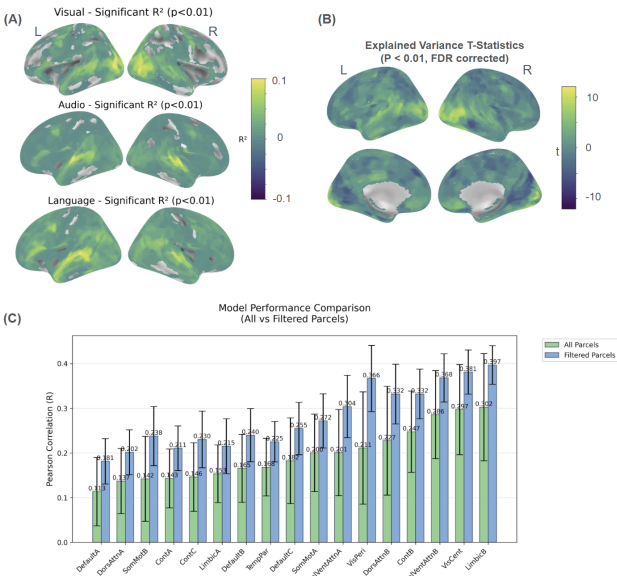 (A)
Visual - Significant R² (p<0.01)
L
R
Audio - Significant R² (p<0.01)
Language - Significant R² (p<0.01)
0.1
0
-0.1
R²
(B)
Explained Variance T-Statistics
(P < 0.01, FDR corrected)
L
R
10
0
-10
t
(C)
Model Performance Comparison
(All vs Filtered Parcels)
All Parcels
Filtered Parcels
Pearson Correlation (R)
0.4
0.3
0.2
0.1
0.0
0.113
0.181
0.137
0.202
0.142
0.238
0.143
0.211
0.146
0.230
0.215
0.165
0.240
0.168
0.225
0.182
0.255
0.200
0.272
0.201
0.304
0.211
0.366
0.227
0.332
0.247
0.332
0.286
0.368
0.297
0.381
0.302
0.397
DefaultA
DorsAttnA
SomMotB
ContA
ContC
LimbicA
DefaultB
TempPar
DefaultC
SomMotA
lVentAttnA
VisPeri
DorsAttnB
ContB
lVentAttnB
VisCent
LimbicB